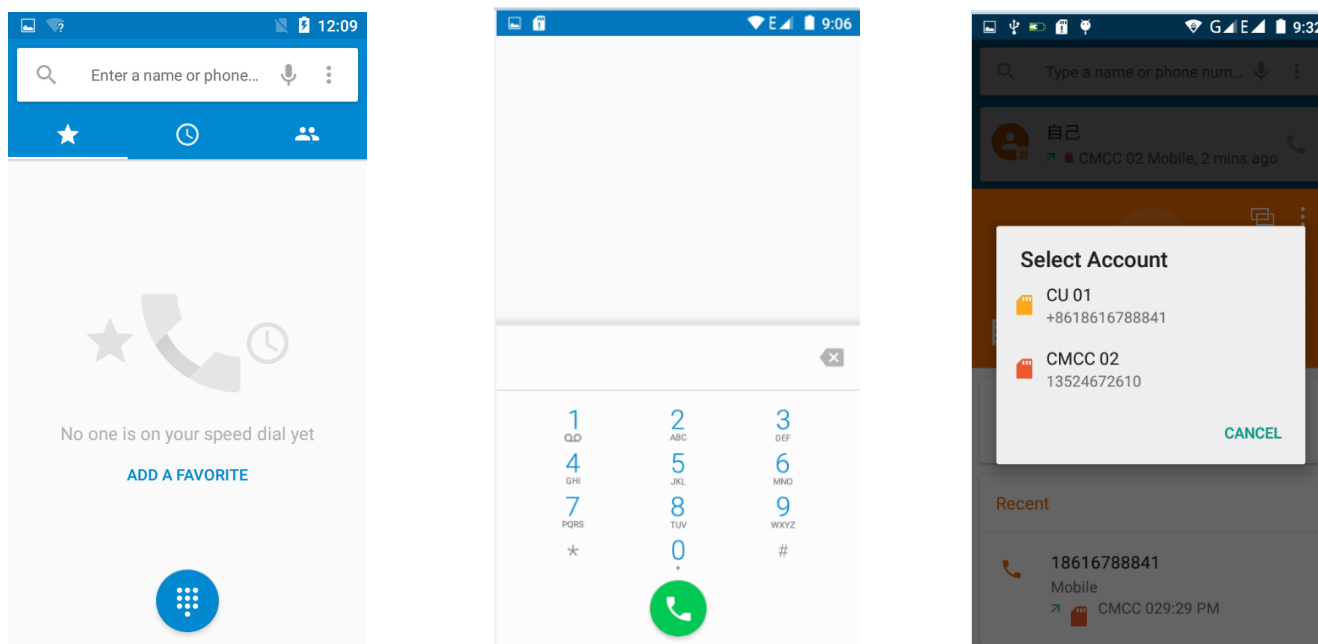 12:09
Enter a name or phone...
No one is on your speed dial yet
ADD A FAVORITE
E 9:06
1 2 3
ABC DEF
4 5 6
GHI JKL MNO
7 8 9
PQRS TUV WXYZ
* 0 #
+
G E 9:32
Type a name or phone num...
自己
CMCC 02 Mobile, 2 mins ago
Select Account
CU 01
+8618616788841
CMCC 02
13524672610
CANCEL
Recent
18616788841
Mobile
CMCC 029:29 PM